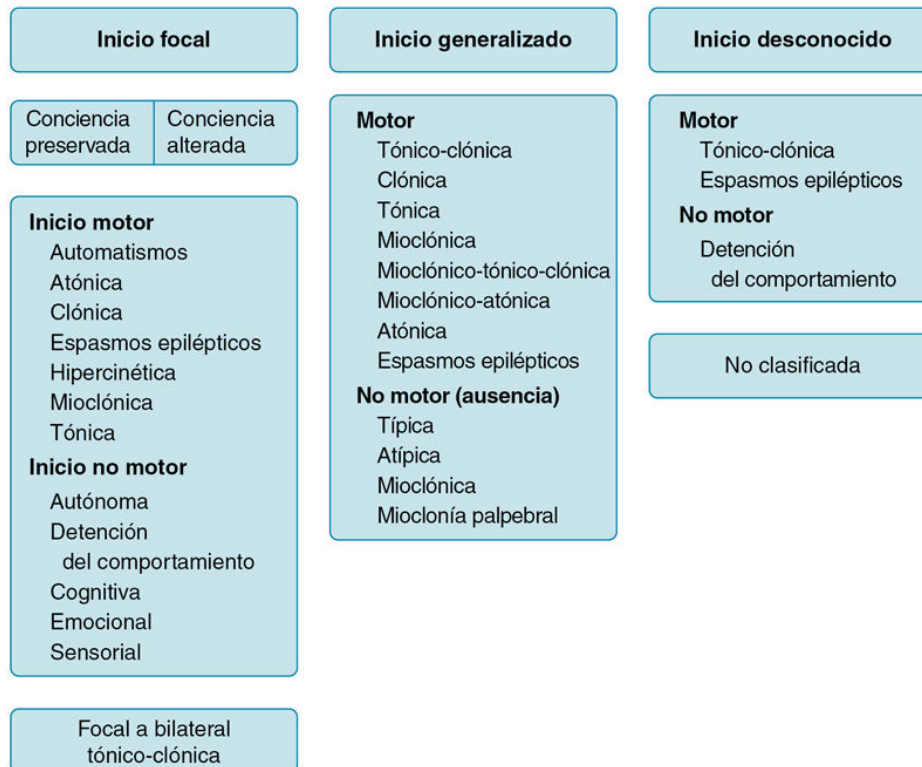 Inicio focal
Conciencia
preservada
Conciencia
alterada
Inicio motor
Automatismos
Atónica
Clónica
Espasmos epilépticos
Hipercinética
Mioclónica
Tónica
Inicio no motor
Autónoma
Detención
del comportamiento
Cognitiva
Emocional
Sensorial
Focal a bilateral
tónico-clónica
Inicio generalizado
Motor
Tónico-clónica
Clónica
Tónica
Mioclónica
Mioclónico-tónico-clónica
Mioclónico-atónica
Atónica
Espasmos epilépticos
No motor (ausencia)
Típica
Atípica
Mioclónica
Mioclonía palpebral
Inicio desconocido
Motor
Tónico-clónica
Espasmos epilépticos
No motor
Detención
del comportamiento
No clasificada